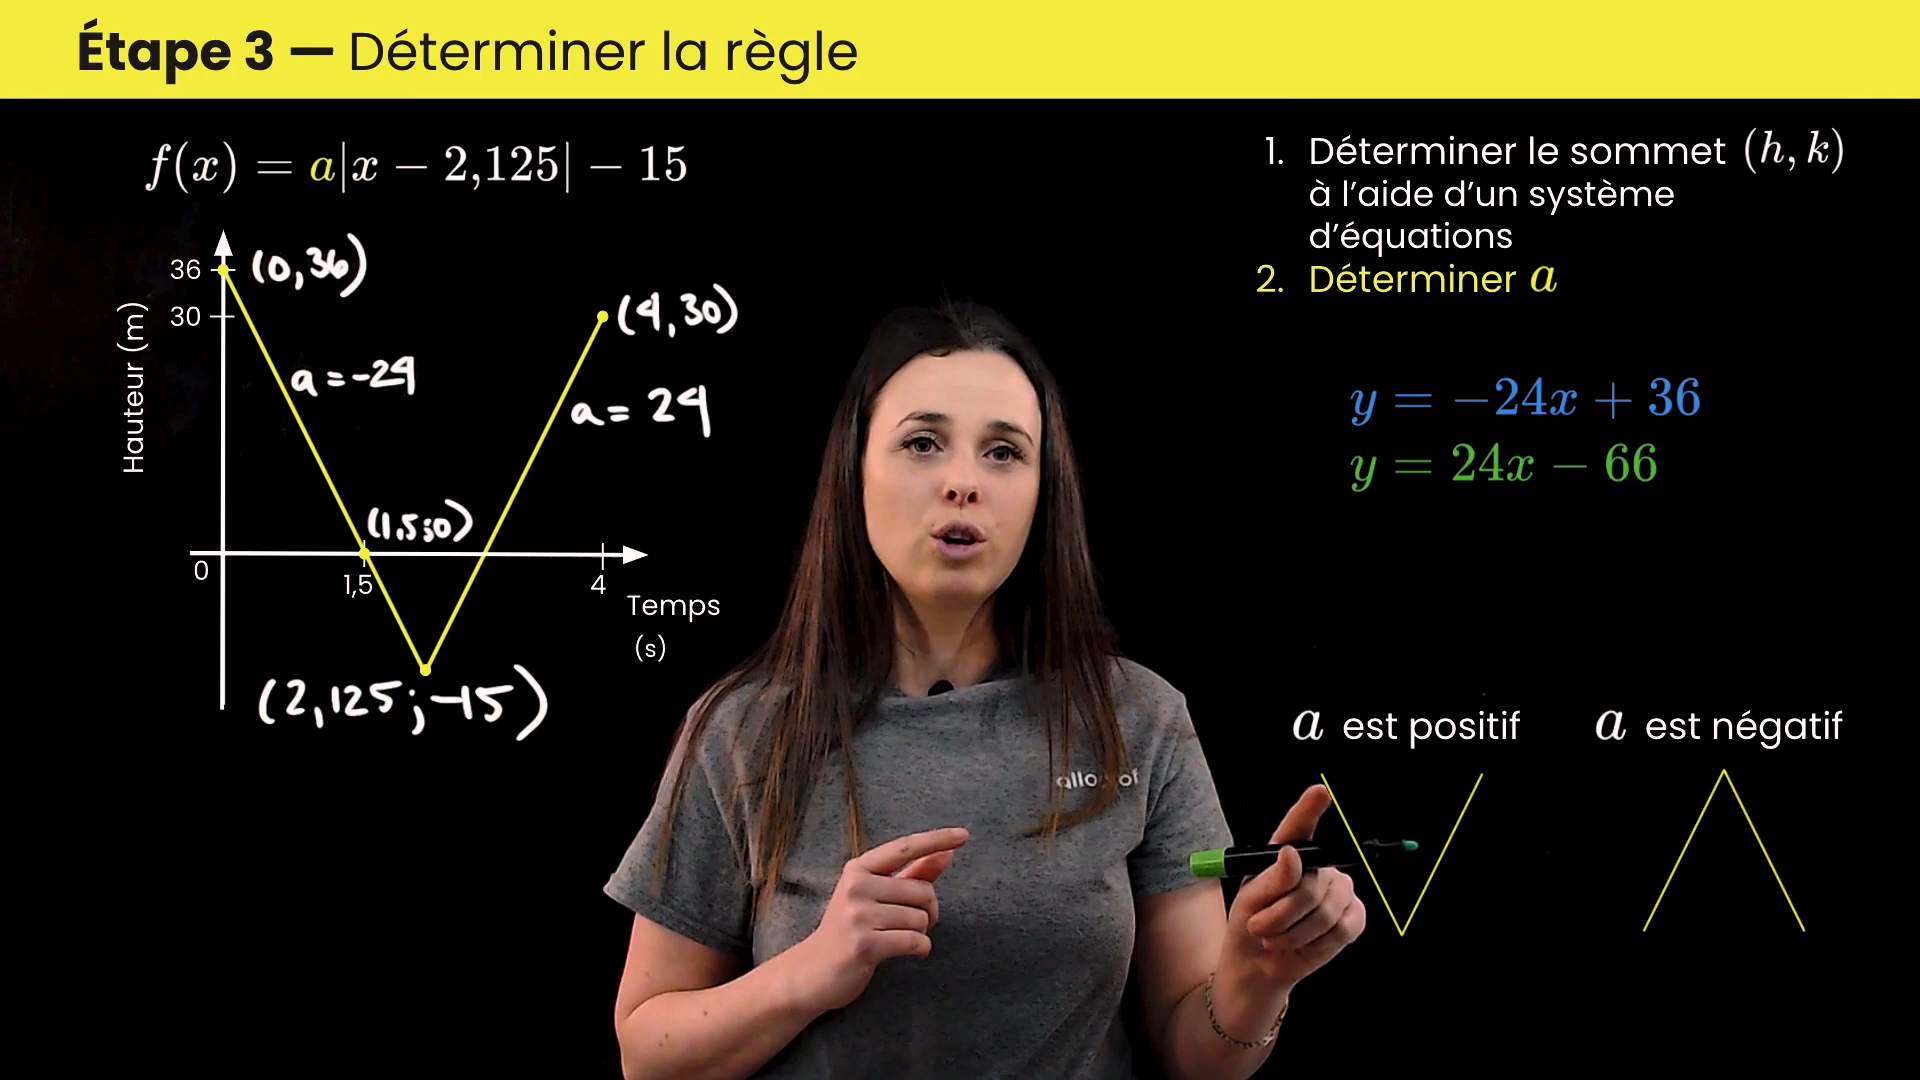 Étape 3 — Déterminer la règle
f(x) = a|x − 2,125| − 15
1. Déterminer le sommet (h, k)
à l'aide d'un système
d'équations
2. Déterminer a
36
(0,36)
30
(4,30)
Hauteur (m)
a = -24
a = 24
y = −24x + 36
y = 24x − 66
(1,5;0)
0
1,5
4
Temps
(s)
(2,125;-15)
a est positif
a est négatif